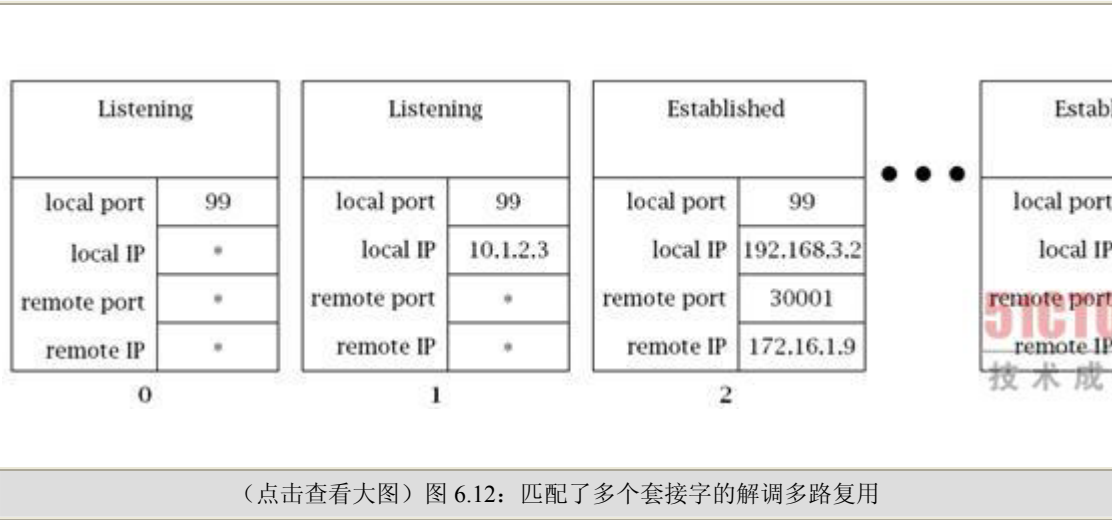 Listening
local port 99
local IP *
remote port *
remote IP *
0
Listening
local port 99
local IP 10.1.2.3
remote port *
remote IP *
1
Established
local port 99
local IP 192.168.3.2
remote port 30001
remote IP 172.16.1.9
2
Establ
local port
local IP
remote port
remote IP
51CTO
技术成
（点击查看大图）图 6.12：匹配了多个套接字的解调多路复用